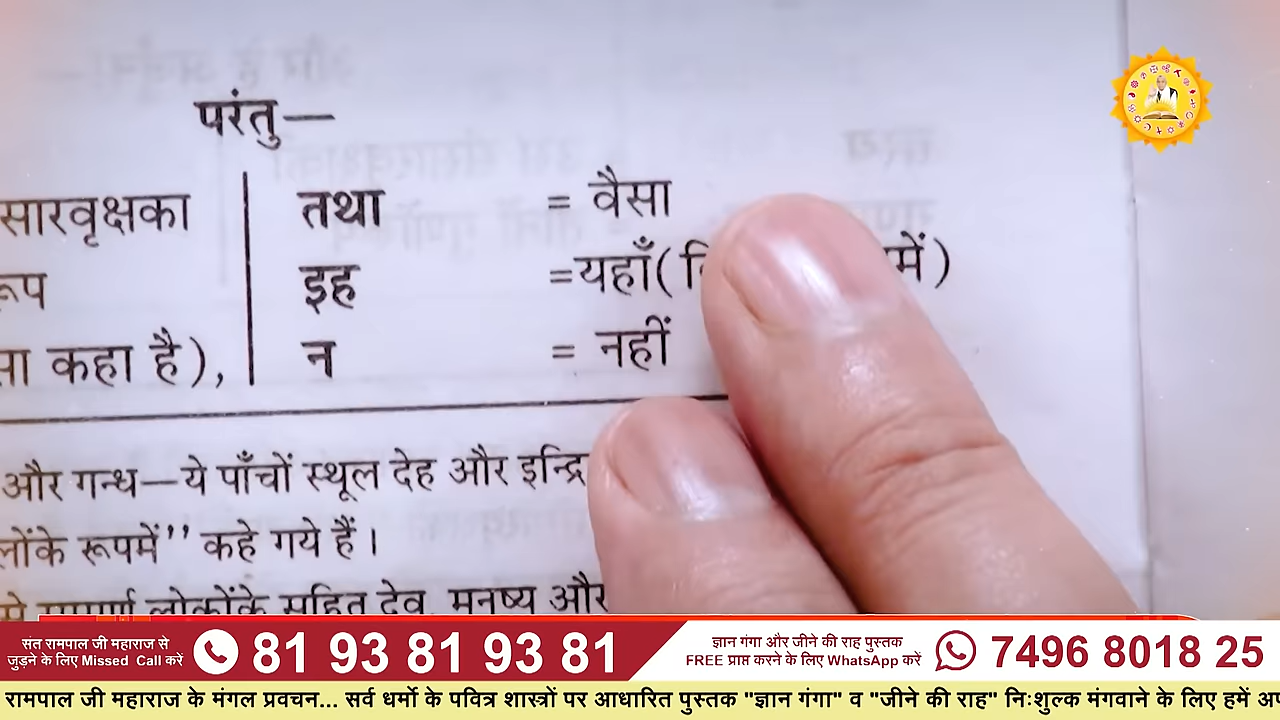 परंतु—
सारवृक्षका
तथा = वैसा
रूप
इह =यहाँ( में)
कहा है),
न = नहीं
और गन्ध—ये पाँचों स्थूल देह और
रूपमें’’ कहे गये हैं ।
सम्पूर्ण लोकोंके सहित देव, मनुष्य और
संत रामपाल जी महाराज से
जुड़ने के लिए Missed Call करें
81 93 81 93 81
ज्ञान गंगा और जीने की राह पुस्तक
FREE प्राप्त करने के लिए WhatsApp करें
7496 8018 25
रामपाल जी महाराज के मंगल प्रवचन... सर्व धर्मो के पवित्र शास्त्रों पर आधारित पुस्तक "ज्ञान गंगा" व "जीने की राह" निःशुल्क मंगवाने के लिए हमें